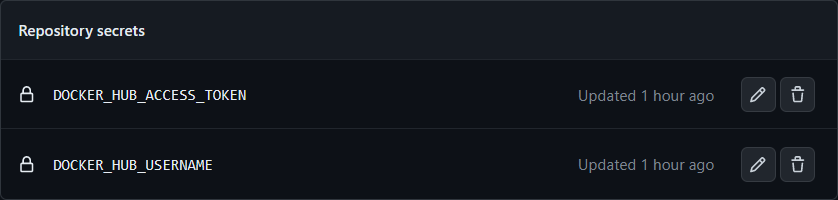 Repository secrets
DOCKER_HUB_ACCESS_TOKEN Updated 1 hour ago
DOCKER_HUB_USERNAME Updated 1 hour ago